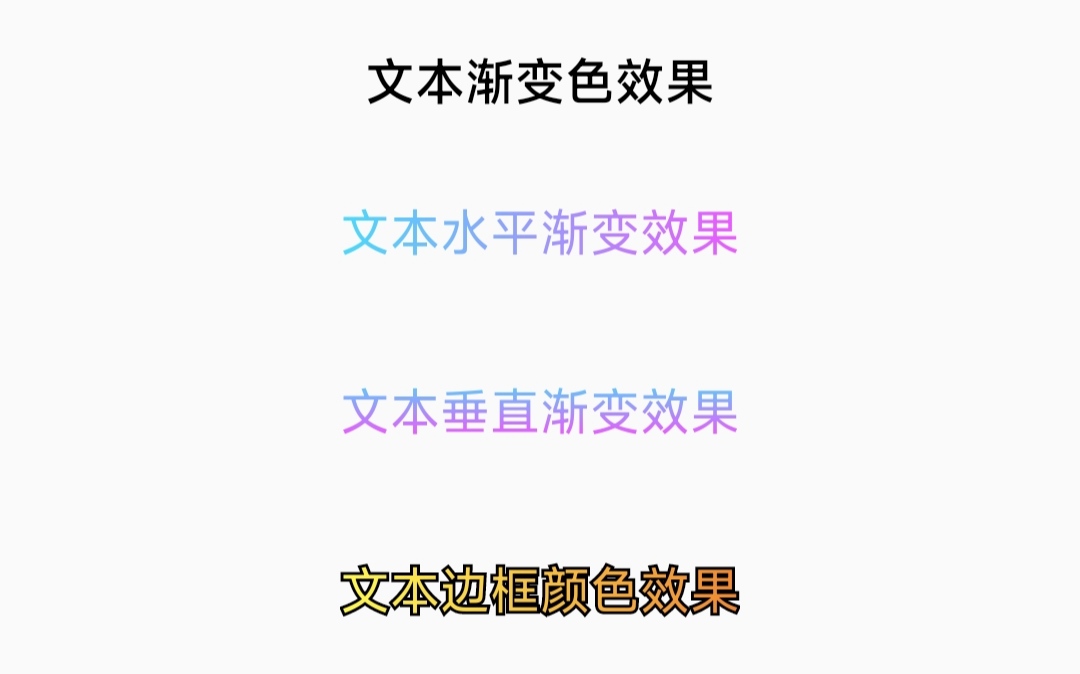 文本渐变色效果
文本水平渐变效果
文本垂直渐变效果
文本边框颜色效果